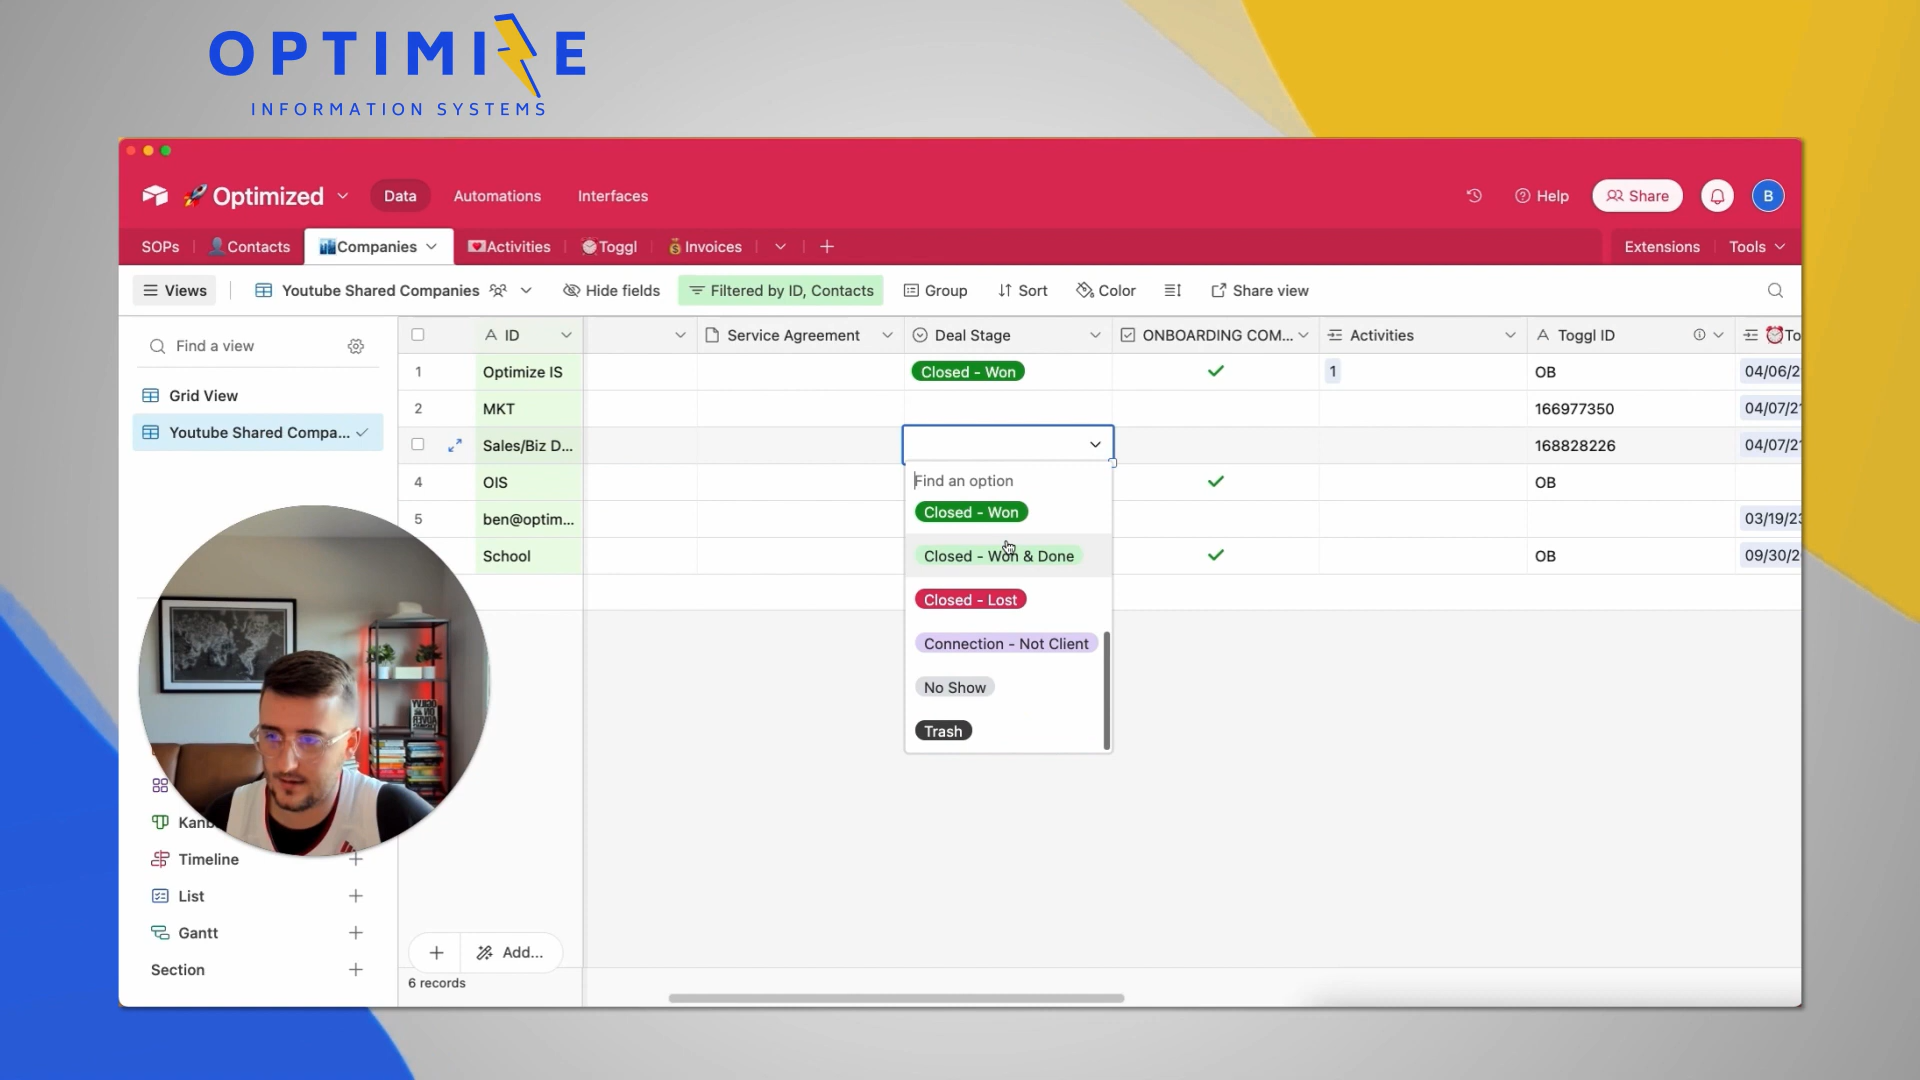 OPTIMIZE
INFORMATION SYSTEMS
🚀 Optimized
Data
Automations
Interfaces
Help
Share
B
SOPs
Contacts
Companies
Activities
Toggl
Invoices
Extensions
Tools
Views
Youtube Shared Companies
Hide fields
Filtered by ID, Contacts
Group
Sort
Color
Share view
Find a view
Grid View
Youtube Shared Compa...
ID
Service Agreement
Deal Stage
ONBOARDING COM...
Activities
Toggl ID
To
1 Optimize IS Closed - Won 1 OB 04/06/2
2 MKT 166977350 04/07/21
Sales/Biz D... 168828226 04/07/21
4 OIS OB
5 ben@optim... 03/19/23
School OB 09/30/2
Find an option
Closed - Won
Closed - Won & Done
Closed - Lost
Connection - Not Client
No Show
Trash
Kanb
Timeline
List
Gantt
Section
Add...
6 records